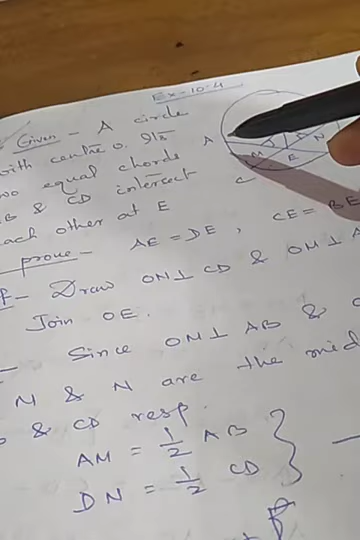 Ex-10.4
Given - A circle
with centre O.
two equal chords
AB & CD intersect
each other at E
prove - AE = DE, CE = BE
Draw ON⊥ CD & OM⊥ A
Join OE.
Since OM⊥ AB & O
M & N are the mid
& CD resp.
AM = 1/2 AB
DN = 1/2 CD
A
M
E
N
C